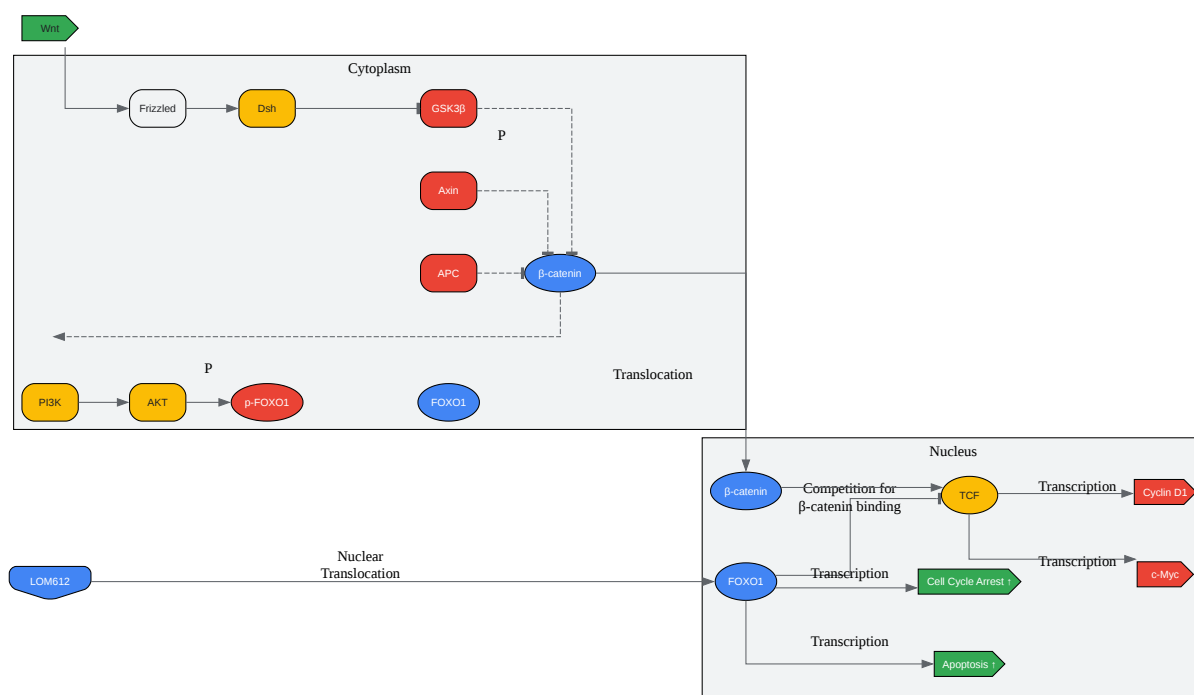 Wnt
Cytoplasm
Frizzled
Dsh
GSK3β
P
Axin
APC
β-catenin
P
Translocation
PI3K
AKT
p-FOXO1
FOXO1
Nucleus
β-catenin
Competition for
β-catenin binding
TCF
Transcription
Cyclin D1
Nuclear
Translocation
LOM612
FOXO1
Transcription
Cell Cycle Arrest ↑
Transcription
c-Myc
Transcription
Apoptosis ↑